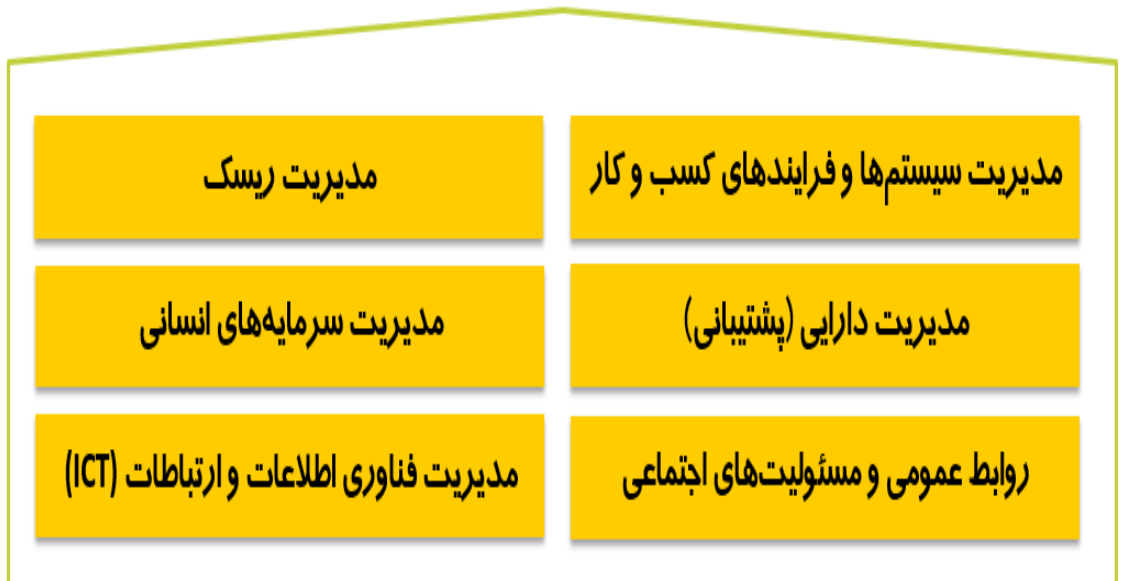 مدیریت سیستم‌ها و فرایندهای کسب و کار
مدیریت ریسک
مدیریت دارایی (پشتیبانی)
مدیریت سرمایه‌های انسانی
روابط عمومی و مسئولیت‌های اجتماعی
مدیریت فناوری اطلاعات و ارتباطات (ICT)